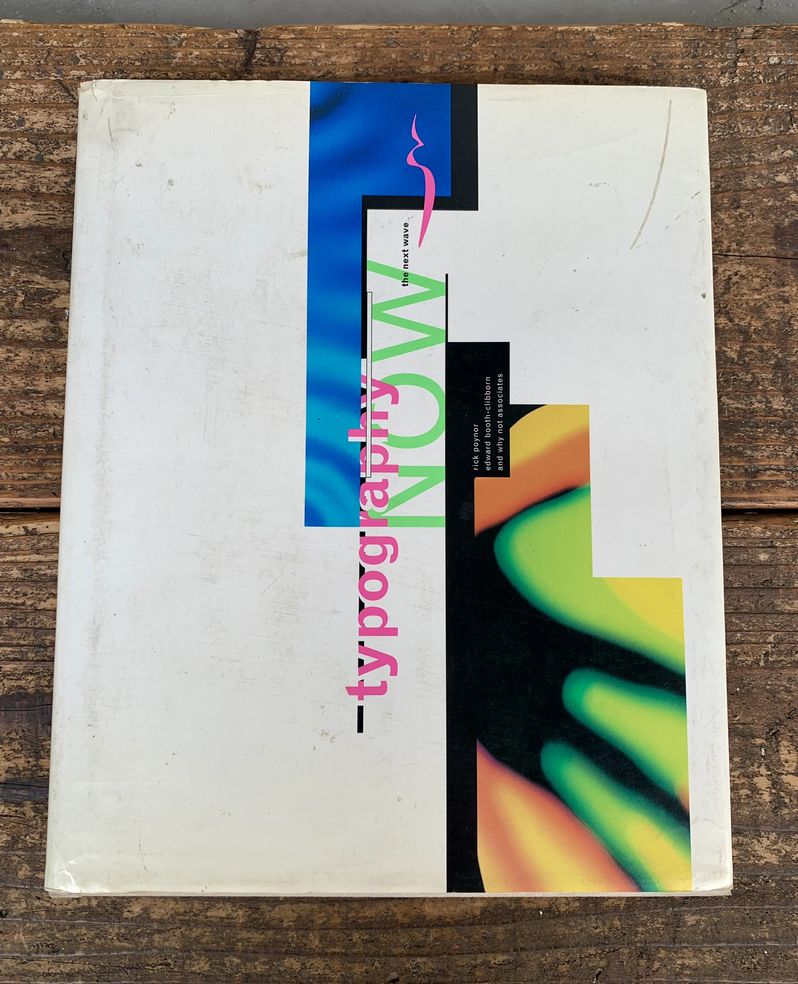 typography
NOW
the next wave
rick poynor
edward booth-clibborn
and why not associates